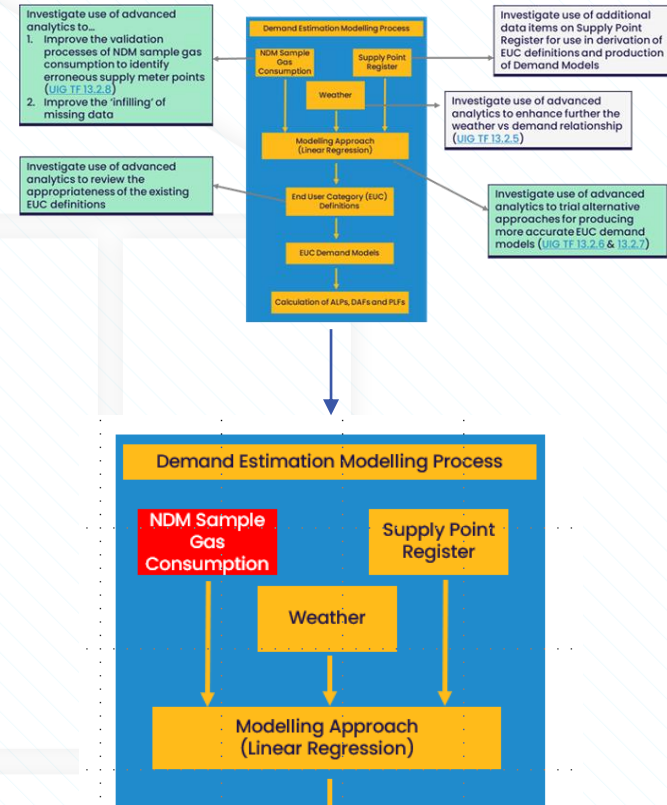 Investigate use of advanced
analytics to...
1. Improve the validation
processes of NDM sample gas
consumption to identify
erroneous supply meter points
(UIG TF 13.2.8)
2. Improve the 'infilling' of
missing data
Demand Estimation Modelling Process
NDM Sample
Gas
Consumption
Supply Point
Register
Weather
Modelling Approach
(Linear Regression)
End User Category (EUC)
Definitions
EUC Demand Models
Calculation of ALPs, DAFs and PLFs
Investigate use of additional
data items on Supply Point
Register for use in derivation of
EUC definitions and production
of Demand Models
Investigate use of advanced
analytics to enhance further the
weather vs demand relationship
(UIG TF 13.2.5)
Investigate use of advanced
analytics to review the
appropriateness of the existing
EUC definitions
Investigate use of advanced
analytics to trial alternative
approaches for producing
more accurate EUC demand
models (UIG TF 13.2.6 & 13.2.7)
Demand Estimation Modelling Process
NDM Sample
Gas
Consumption
Supply Point
Register
Weather
Modelling Approach
(Linear Regression)